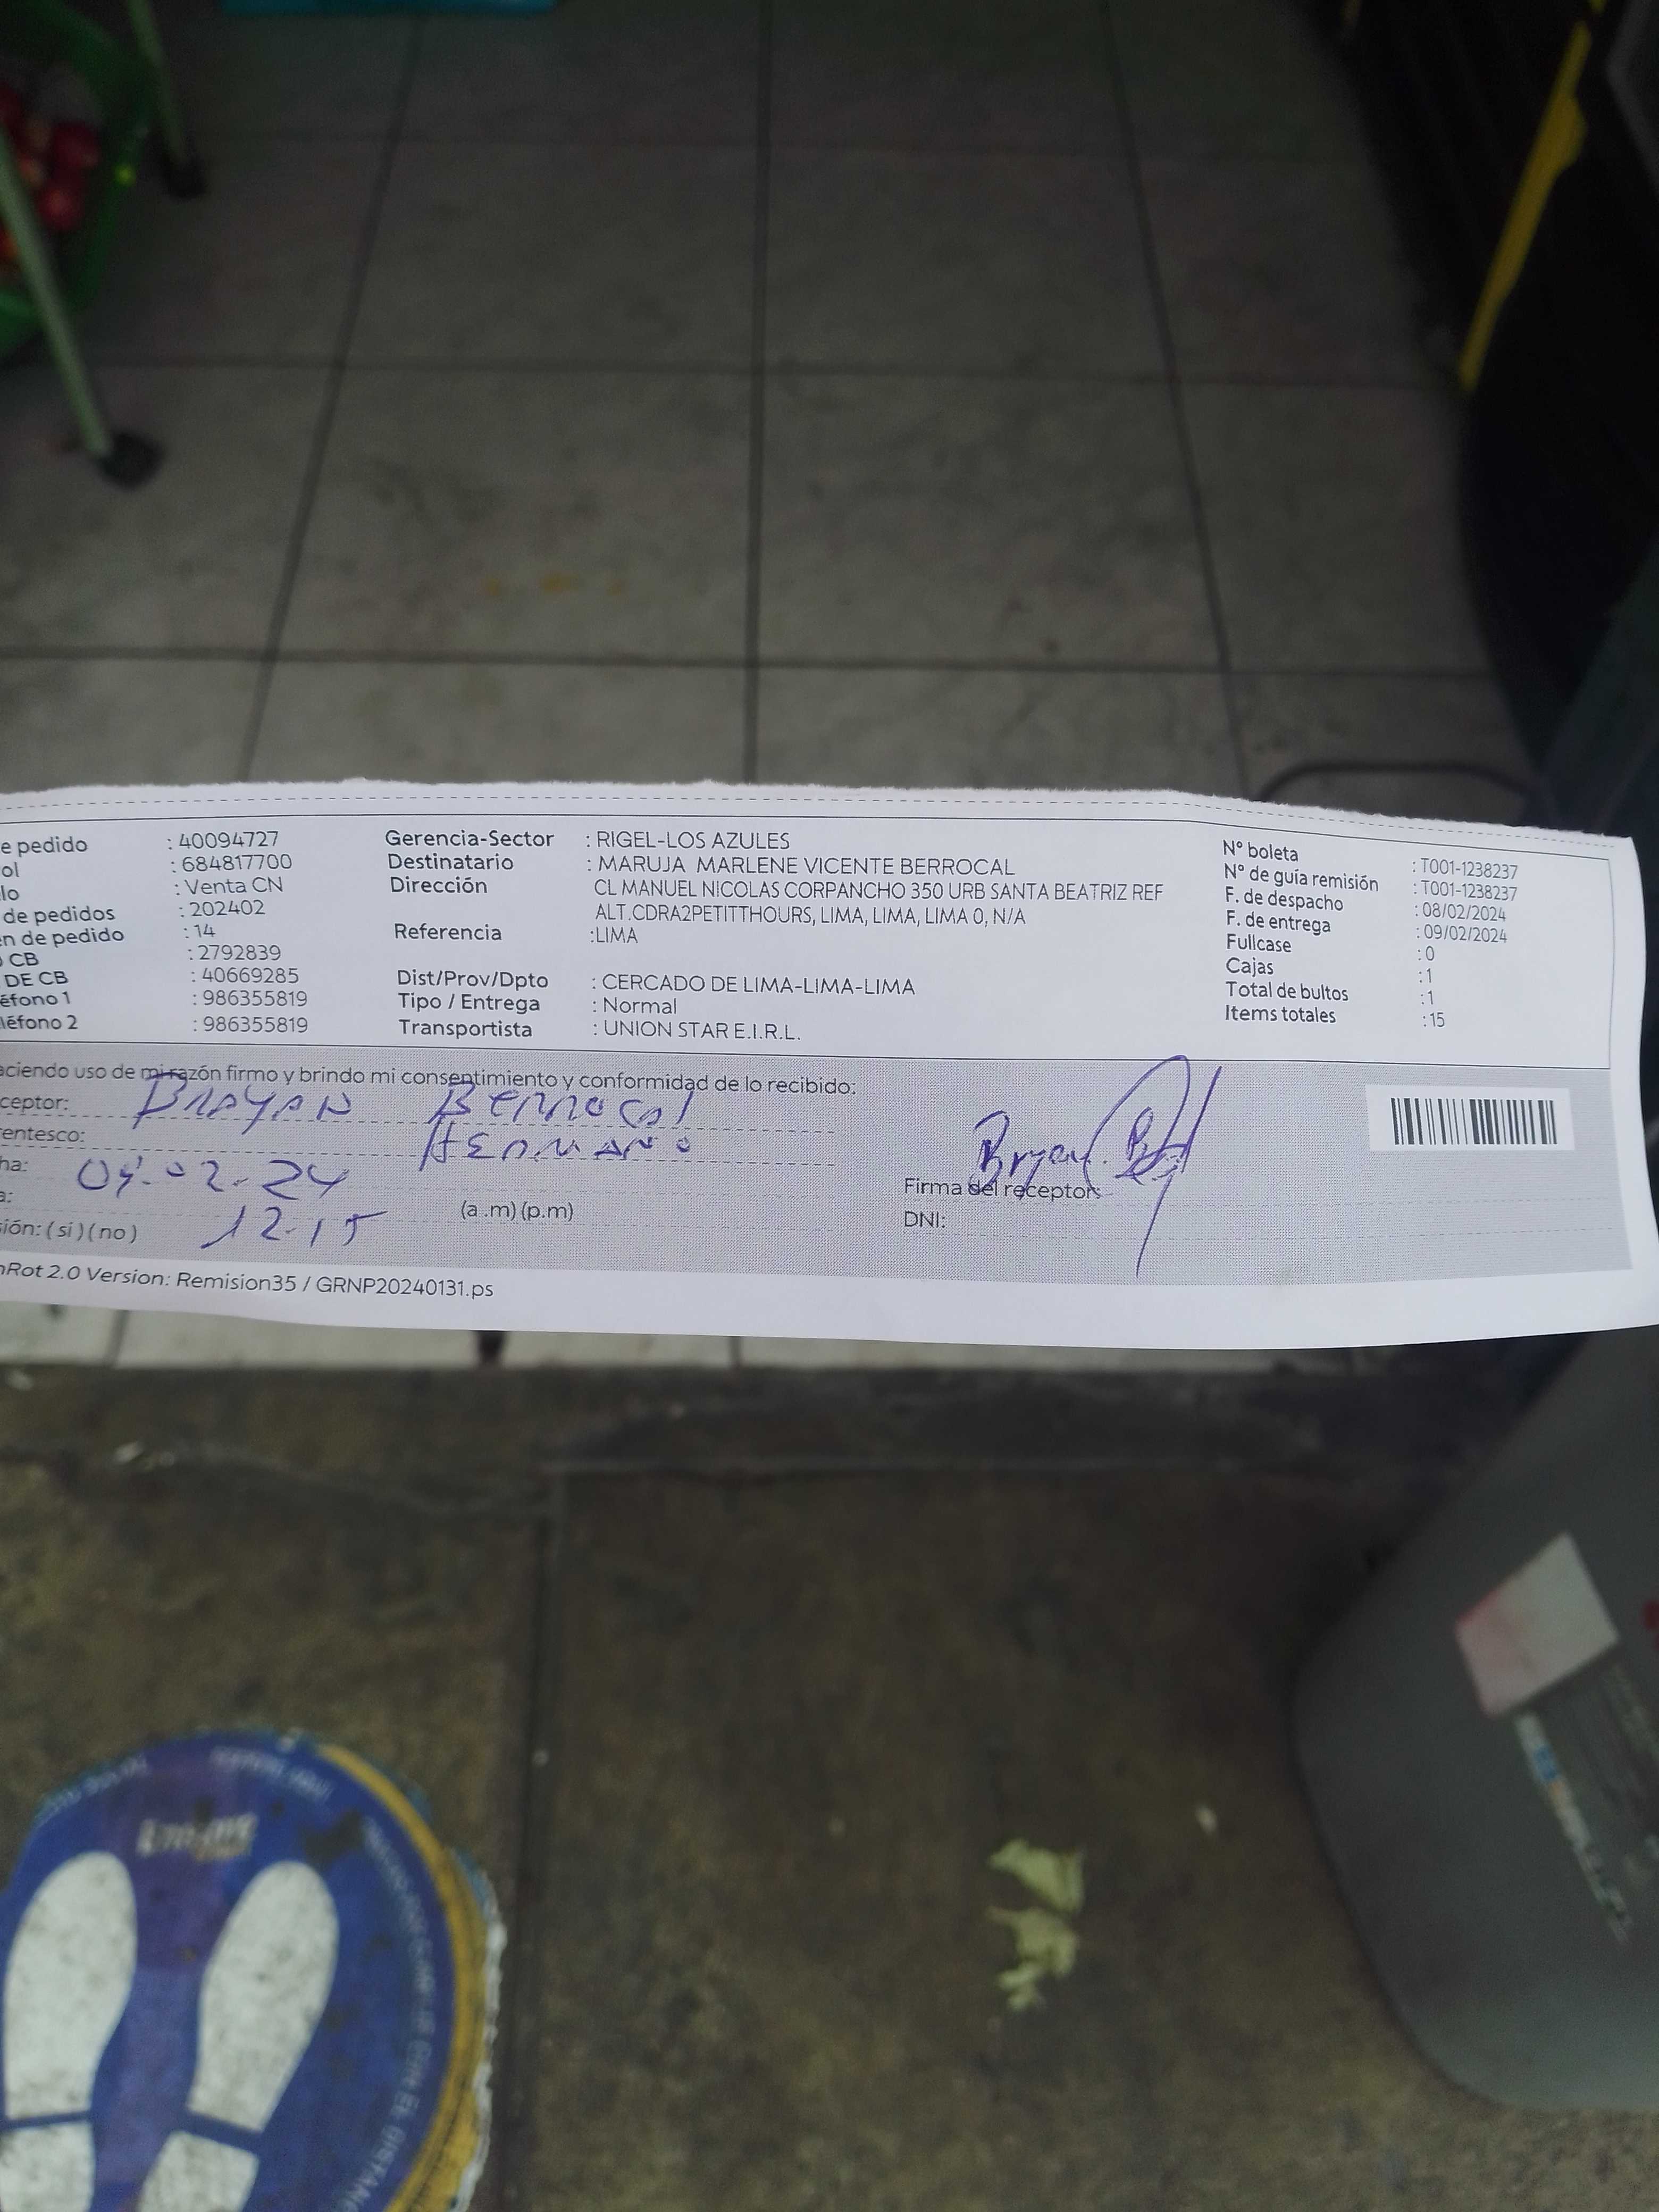 e pedido : 40094727
ol : 684817700
lo : Venta CN
de pedidos : 202402
n de pedido : 14
CB : 2792839
DE CB : 40669285
éfono 1 : 986355819
léfono 2 : 986355819
Gerencia-Sector : RIGEL-LOS AZULES
Destinatario : MARUJA MARLENE VICENTE BERROCAL
Dirección CL MANUEL NICOLAS CORPANCHO 350 URB SANTA BEATRIZ REF
ALT.CDRA2PETITTHOURS, LIMA, LIMA, LIMA 0, N/A
Referencia :LIMA
Dist/Prov/Dpto : CERCADO DE LIMA-LIMA-LIMA
Tipo / Entrega : Normal
Transportista : UNION STAR E.I.R.L.
N° boleta : T001-1238237
N° de guía remisión : T001-1238237
F. de despacho : 08/02/2024
F. de entrega : 09/02/2024
Fullcase : 0
Cajas : 1
Total de bultos : 1
Items totales : 15
aciendo uso de mi razón firmo y brindo mi consentimiento y conformidad de lo recibido:
ceptor: BRAYAN BERROCAL
entesco: HERMANO
ha: 09-02-24
a: 12.15 (a .m) (p.m)
sión: ( si ) ( no )
Firma del receptor:
DNI:
nRot 2.0 Version: Remision35 / GRNP20240131.ps